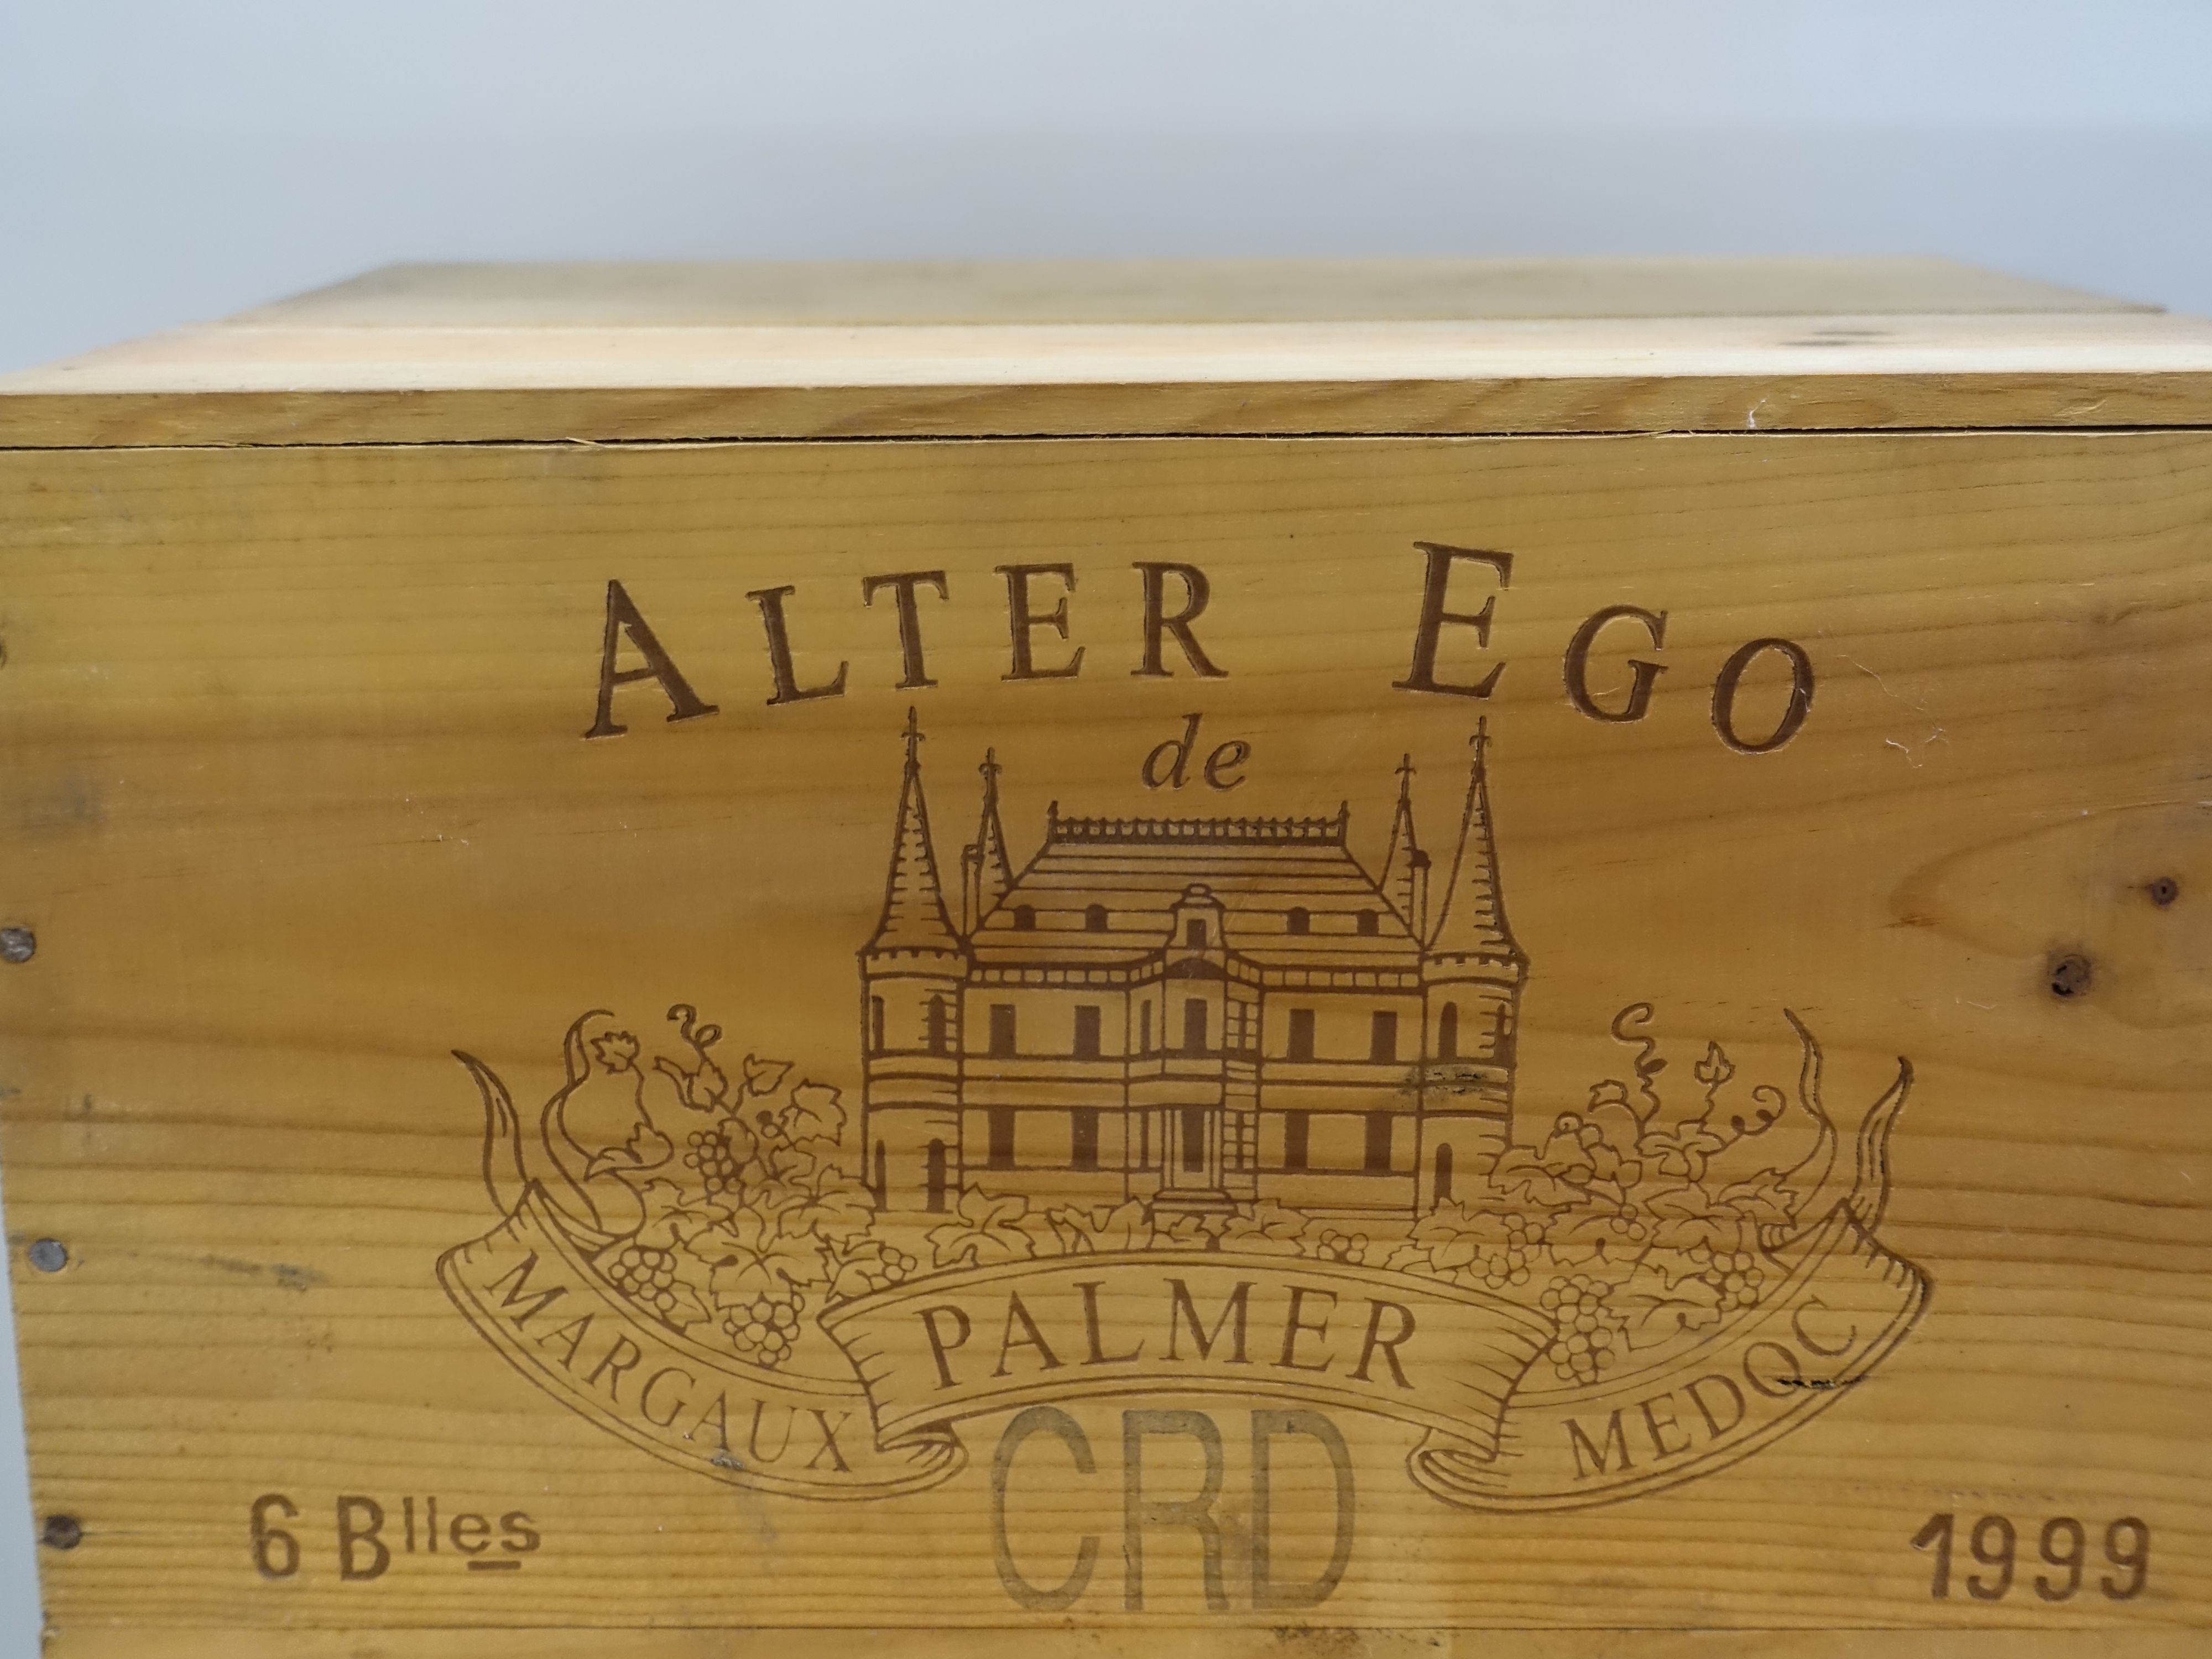 ALTER EGO
de
PALMER
MARGAUX
MEDOC
CRD
6 Blles
1999